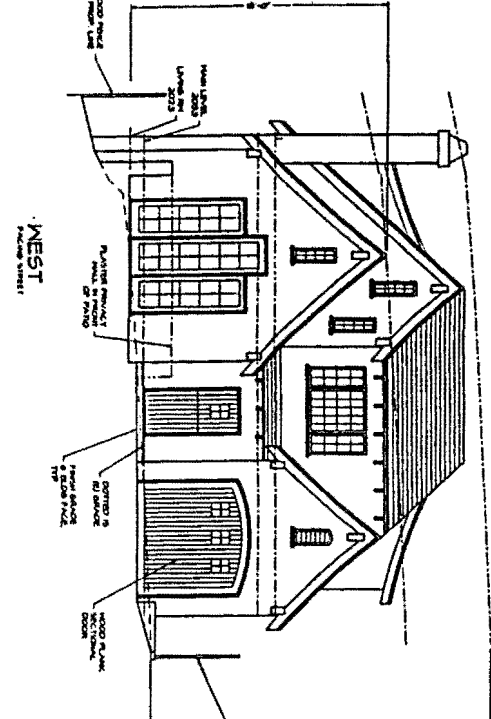 WOOD FENCE
PROP. LINE
MAIN LEVEL
LIVING RM
PLASTER PRIVACY
WALL IN FRONT
OF PATIO
DOTTED IS
GRADE
FINISH GRADE
@ BLDG FACE,
TYP.
WOOD PLANK
SECTIONAL
DOOR
WEST
FACING STREET